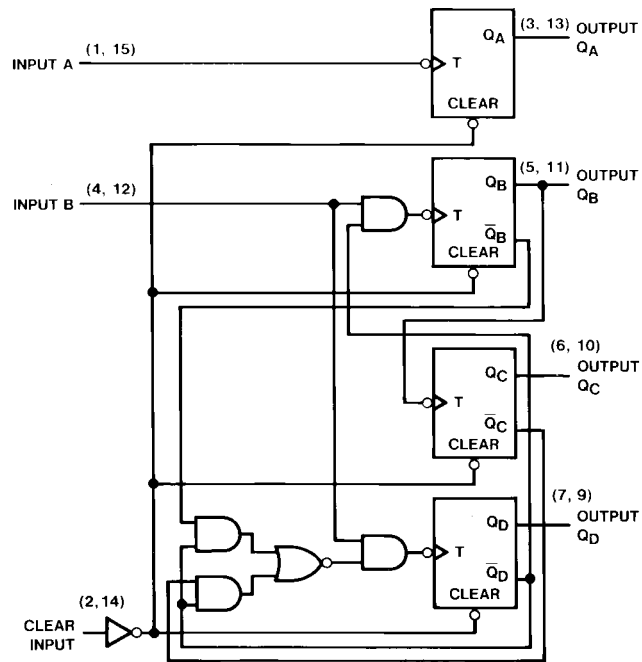 (3, 13) OUTPUT
QA
QA
(1, 15)
INPUT A
T
CLEAR
(5, 11)
OUTPUT
QB
QB
(4, 12)
INPUT B
T
Q̅B
CLEAR
(6, 10)
OUTPUT
QC
QC
T
Q̅C
CLEAR
(7, 9)
OUTPUT
QD
QD
T
Q̅D
CLEAR
(2, 14)
CLEAR
INPUT